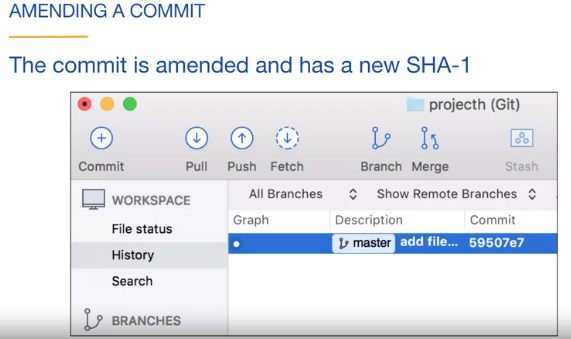 AMENDING A COMMIT
The commit is amended and has a new SHA-1
projecth (Git)
Commit Pull Push Fetch Branch Merge Stash
WORKSPACE
File status
History
Search
BRANCHES
All Branches Show Remote Branches
Graph Description Commit
master add file... 59507e7